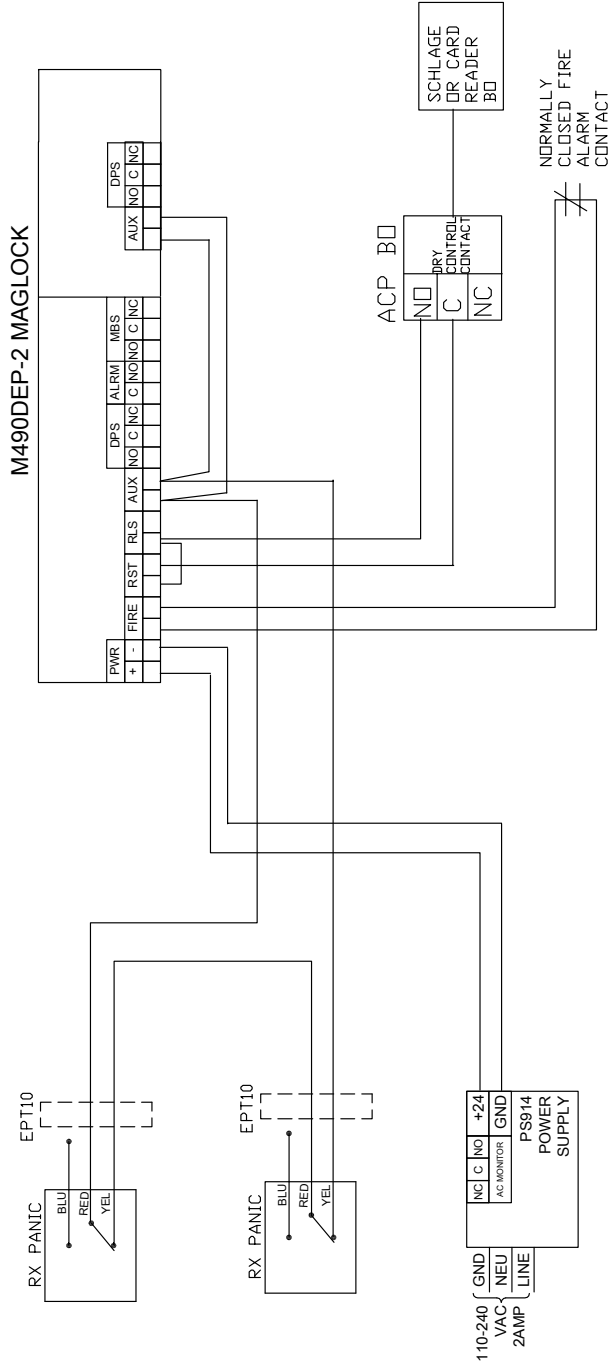 M490DEP-2 MAGLOCK
PWR FIRE RST RLS AUX DPS ALRM MBS AUX DPS
+ - NO C NC C NO NO C NC NO C NC
EPT10
RX PANIC
BLU
RED
YEL
EPT10
RX PANIC
BLU
RED
YEL
110-240
VAC
2AMP
GND
NEU
LINE
NC C NO
AC MONITOR
+24
GND
PS914
POWER
SUPPLY
ACP BO
NO
C
NC
DRY
CONTROL
CONTACT
SCHLAGE
OR CARD
READER
BO
NORMALLY
CLOSED FIRE
ALARM
CONTACT